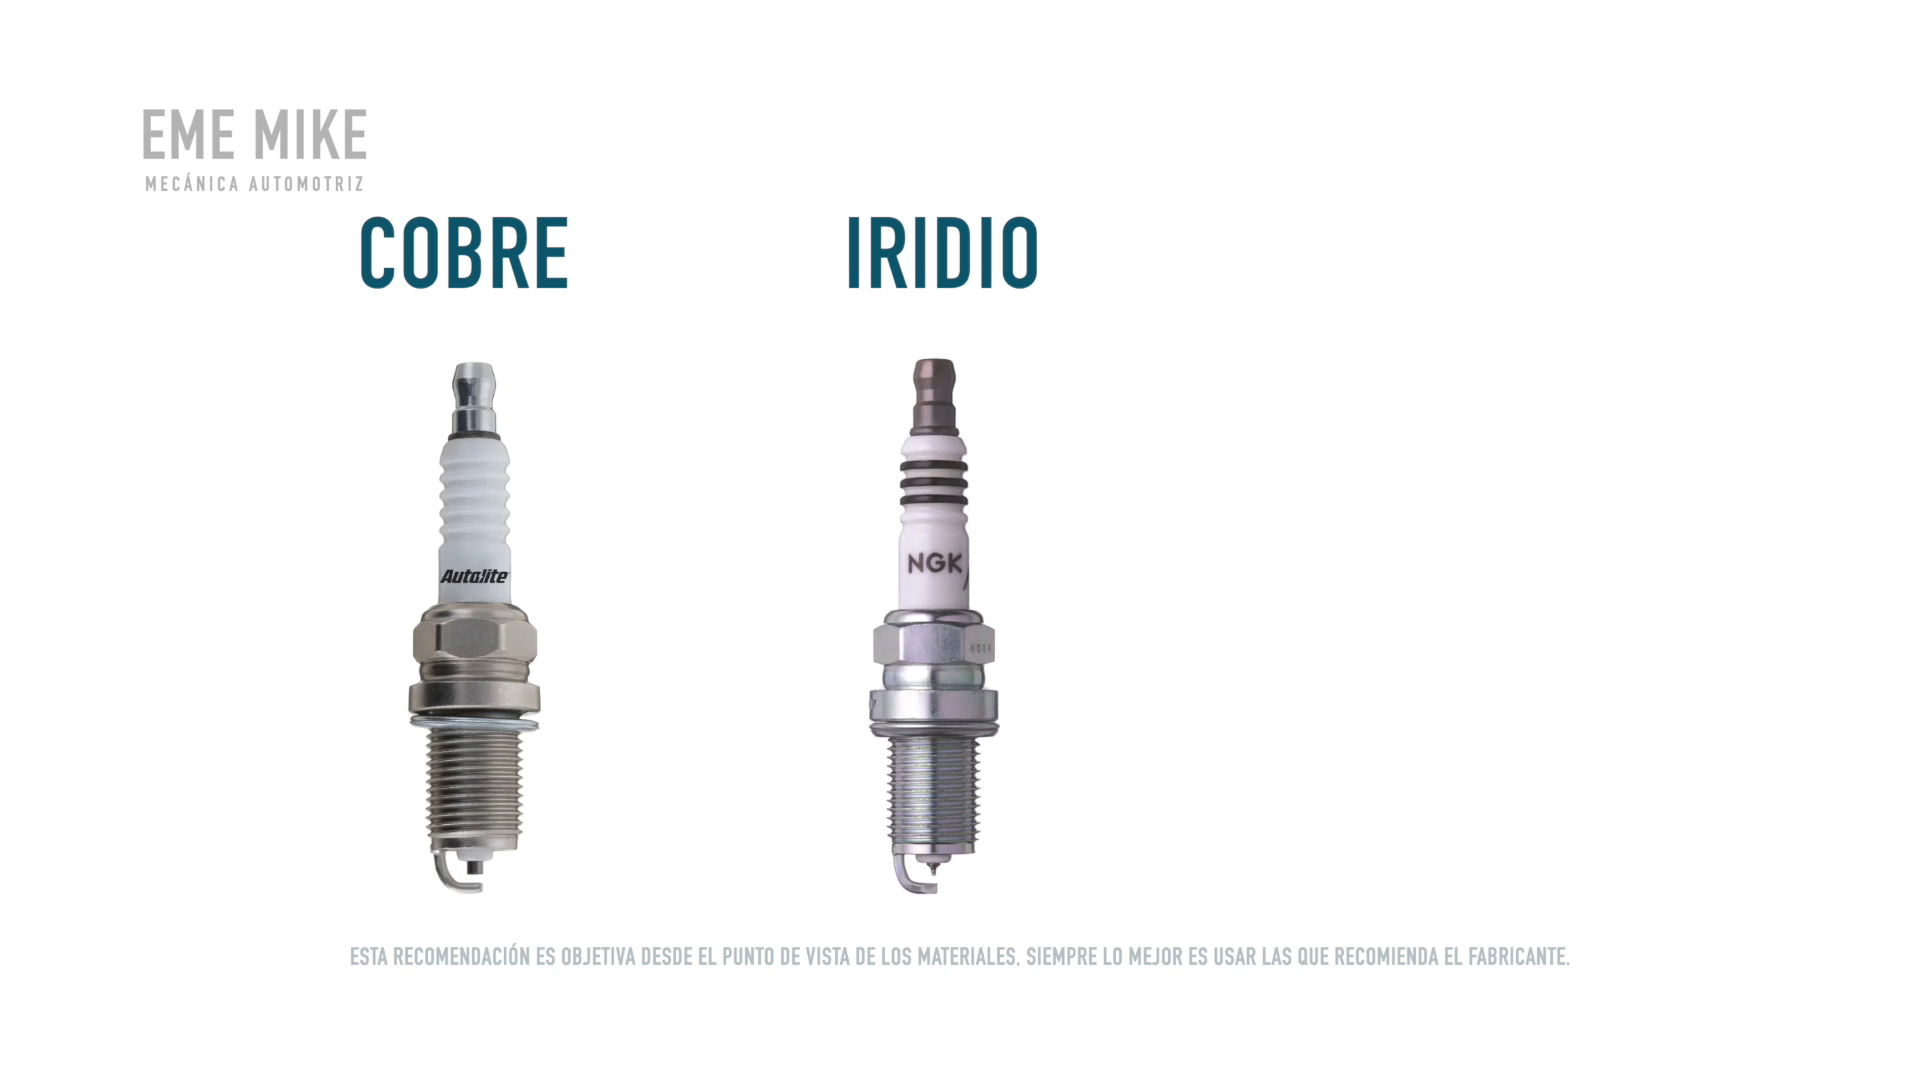 EME MIKE
MECÁNICA AUTOMOTRIZ
COBRE
IRIDIO
Autolite
NGK
ESTA RECOMENDACIÓN ES OBJETIVA DESDE EL PUNTO DE VISTA DE LOS MATERIALES, SIEMPRE LO MEJOR ES USAR LAS QUE RECOMIENDA EL FABRICANTE.